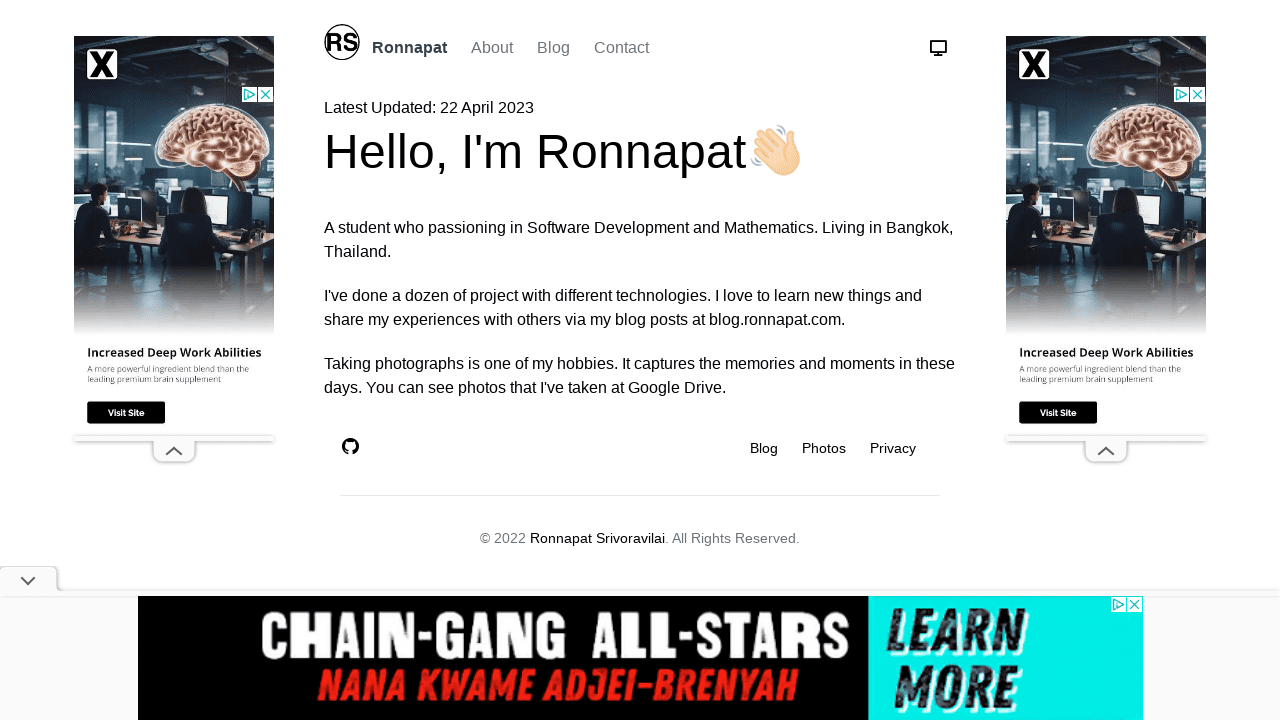 RS
Ronnapat About Blog Contact
Latest Updated: 22 April 2023
Hello, I'm Ronnapat👋🏻
A student who passioning in Software Development and Mathematics. Living in Bangkok,
Thailand.
I've done a dozen of project with different technologies. I love to learn new things and
share my experiences with others via my blog posts at blog.ronnapat.com.
Taking photographs is one of my hobbies. It captures the memories and moments in these
days. You can see photos that I've taken at Google Drive.
Blog Photos Privacy
© 2022 Ronnapat Srivoravilai. All Rights Reserved.
X
Increased Deep Work Abilities
A more powerful ingredient blend than the
leading premium brain supplement
Visit Site
X
Increased Deep Work Abilities
A more powerful ingredient blend than the
leading premium brain supplement
Visit Site
CHAIN-GANG ALL-STARS
NANA KWAME ADJEI-BRENYAH
LEARN
MORE